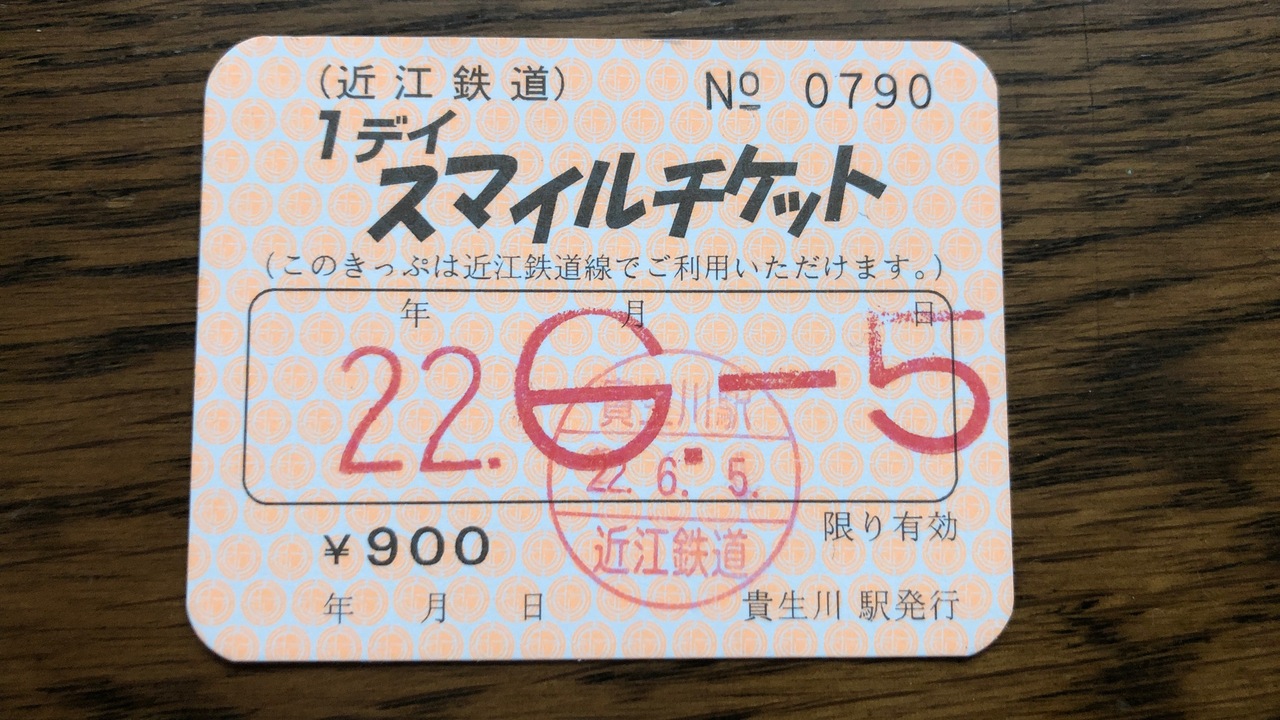 (近江鉄道) № 0790
1デイ
スマイルチケット
(このきっぷは近江鉄道線でご利用いただけます。)
年 月 日
22.6.-5
貴生川駅
22. 6. 5.
近江鉄道
限り有効
¥900
年 月 日 貴生川 駅発行